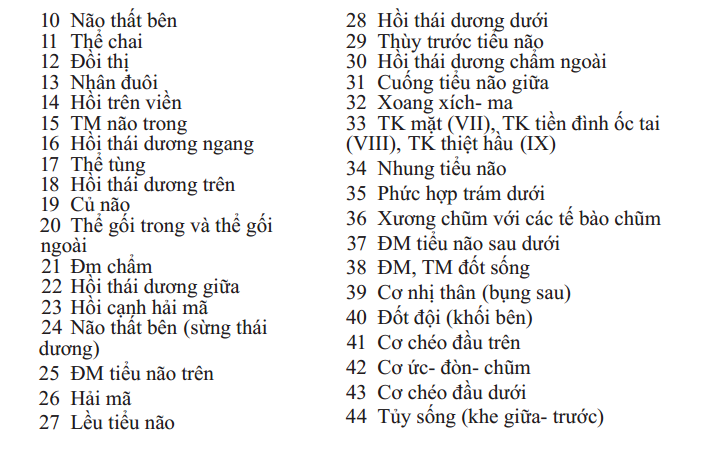 10 Não thất bên
11 Thể chai
12 Đồi thị
13 Nhân đuôi
14 Hồi trên viền
15 TM não trong
16 Hồi thái dương ngang
17 Thể tùng
18 Hồi thái dương trên
19 Củ não
20 Thể gối trong và thể gối
ngoài
21 Đm chẩm
22 Hồi thái dương giữa
23 Hồi cạnh hải mã
24 Não thất bên (sừng thái
dương)
25 ĐM tiểu não trên
26 Hải mã
27 Lều tiểu não
28 Hồi thái dương dưới
29 Thùy trước tiểu não
30 Hồi thái dương chẩm ngoài
31 Cuống tiểu não giữa
32 Xoang xích- ma
33 TK mặt (VII), TK tiền đình ốc tai
(VIII), TK thiệt hầu (IX)
34 Nhung tiểu não
35 Phức hợp trám dưới
36 Xương chũm với các tế bào chũm
37 ĐM tiểu não sau dưới
38 ĐM, TM đốt sống
39 Cơ nhị thân (bụng sau)
40 Đốt đội (khối bên)
41 Cơ chéo đầu trên
42 Cơ ức- đòn- chũm
43 Cơ chéo đầu dưới
44 Tủy sống (khe giữa- trước)